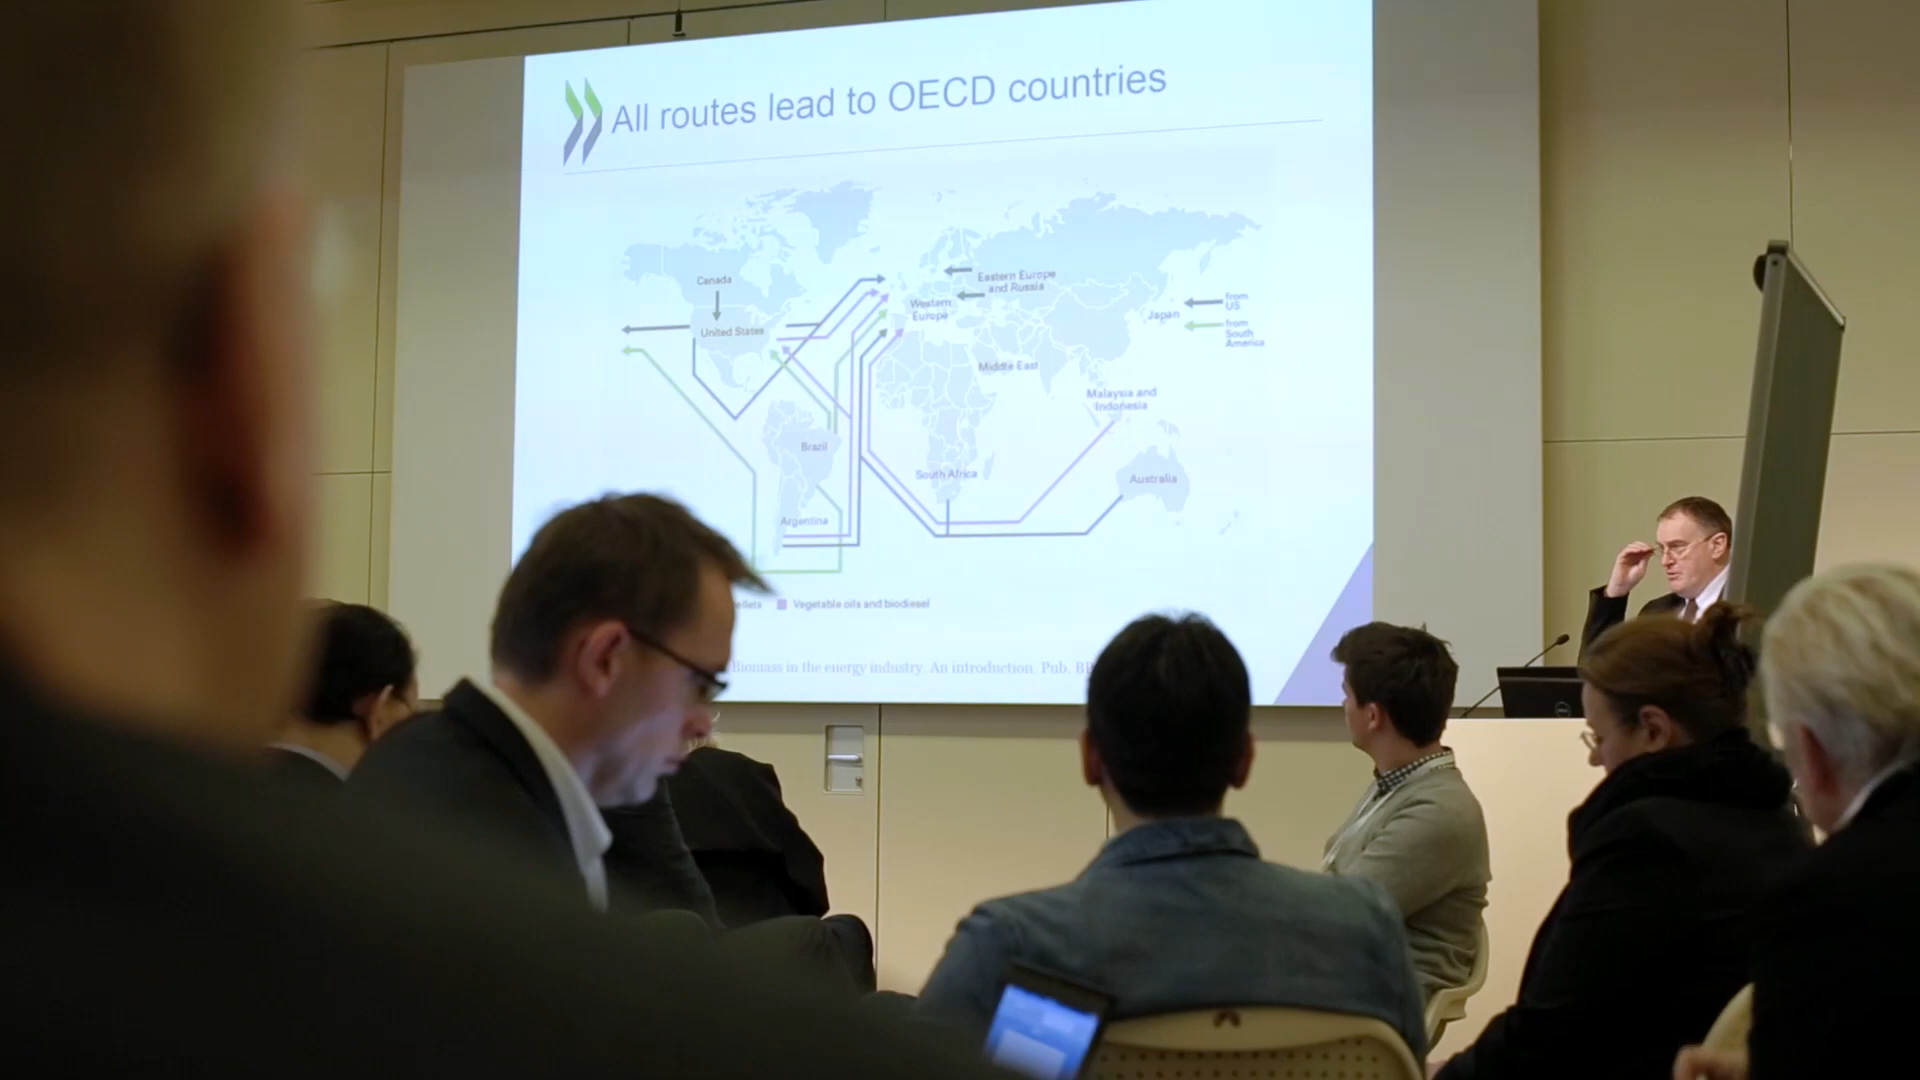 All routes lead to OECD countries
Canada
United States
Eastern Europe
and Russia
Western
Europe
Japan
from
US
from
South
America
Middle East
Malaysia and
Indonesia
Brazil
South Africa
Australia
Argentina
Vegetable oils and biodiesel
Biomass in the energy industry. An introduction. Pub.